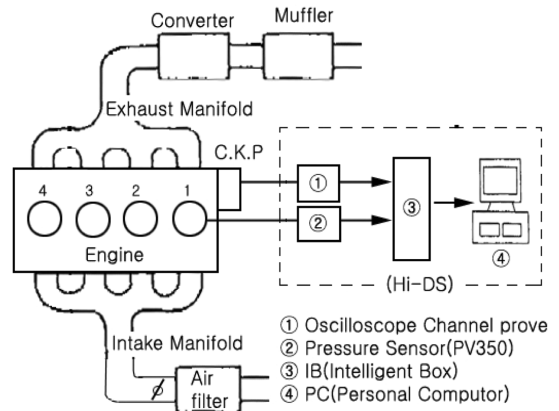 Converter
Muffler
Exhaust Manifold
C.K.P
4 3 2 1
Engine
①
②
③
④
(Hi-DS)
Intake Manifold
Air
filter
① Oscilloscope Channel prove
② Pressure Sensor(PV350)
③ IB(Intelligent Box)
④ PC(Personal Computor)